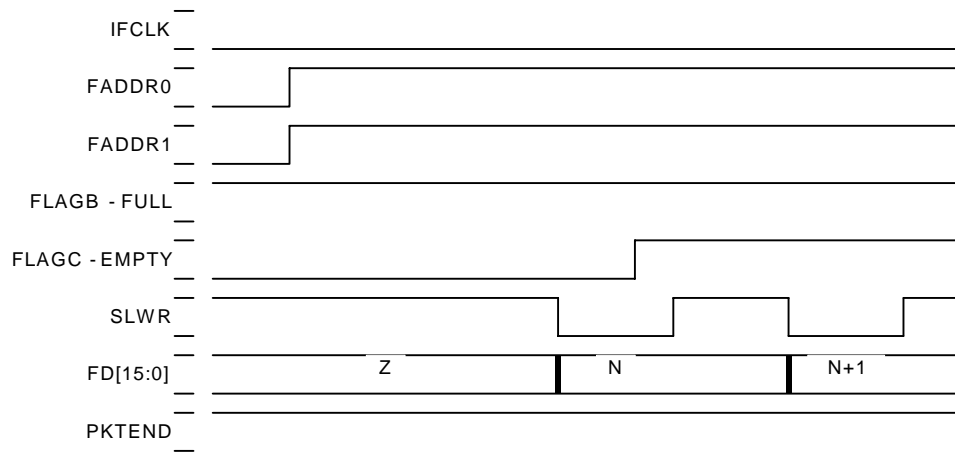 IFCLK
FADDR0
FADDR1
FLAGB - FULL
FLAGC - EMPTY
SLWR
FD[15:0] Z N N+1
PKTEND